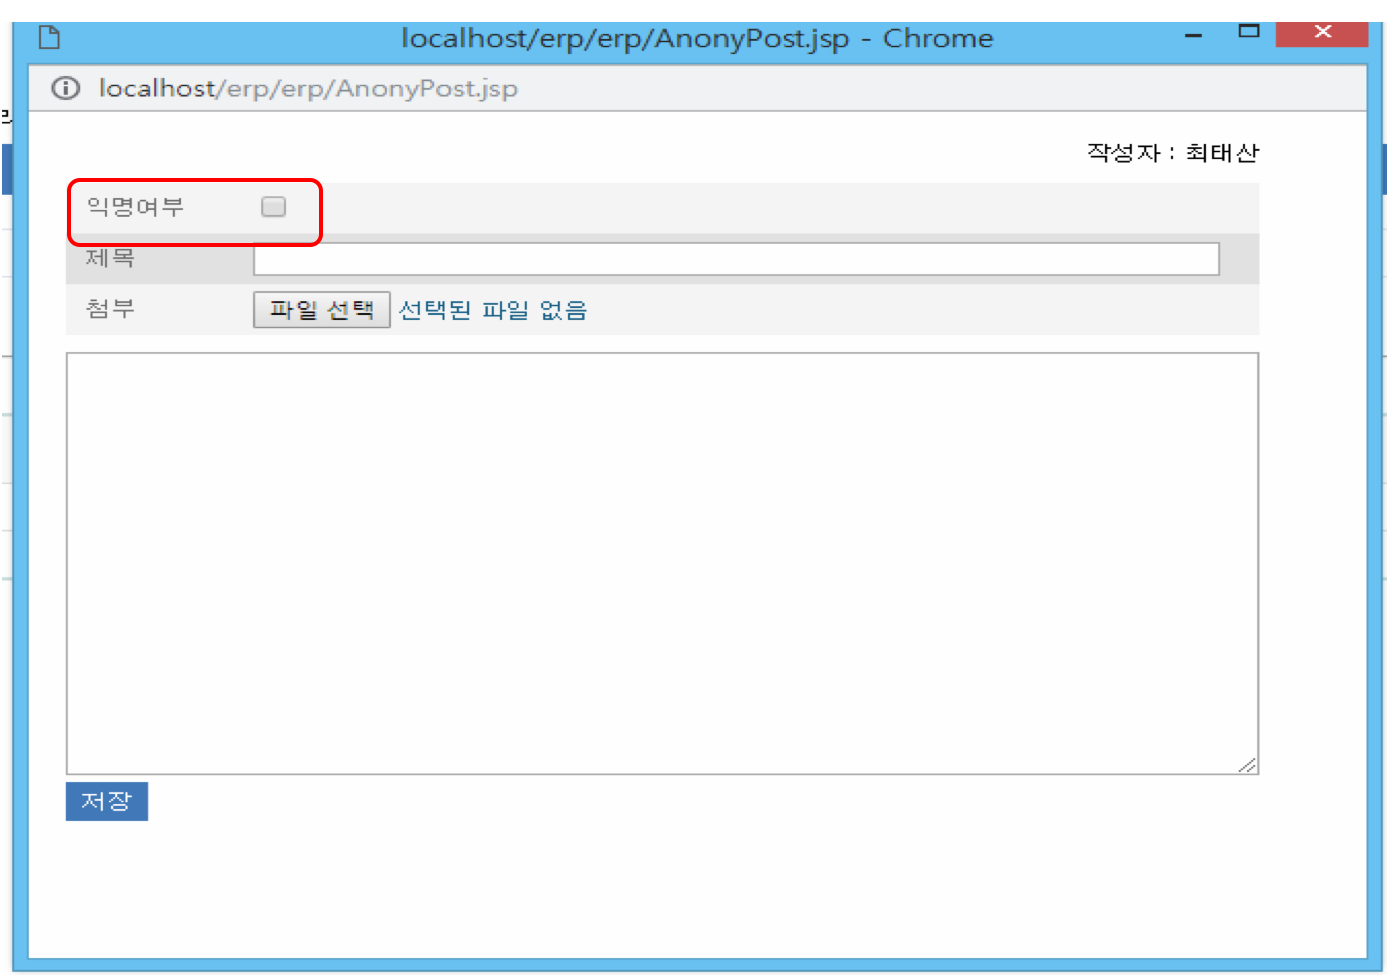 localhost/erp/erp/AnonyPost.jsp - Chrome
localhost/erp/erp/AnonyPost.jsp
작성자 : 최태산
익명여부
제목
첨부 파일 선택 선택된 파일 없음
저장